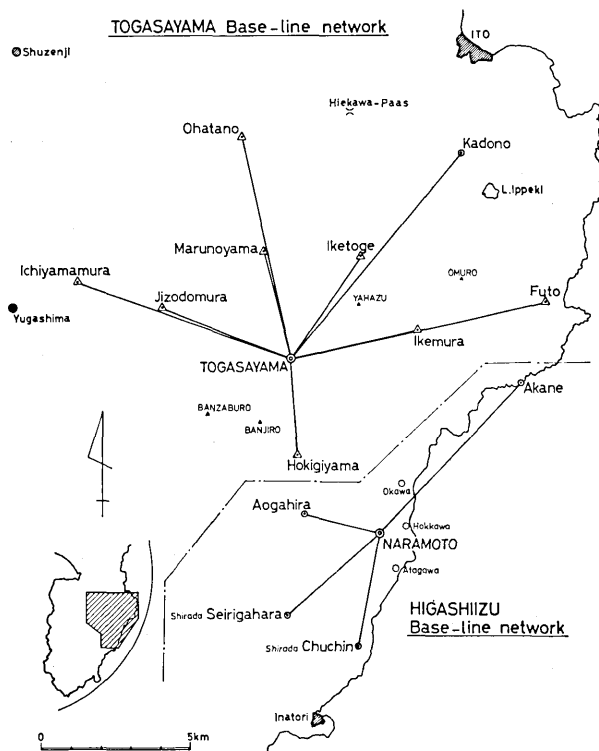 TOGASAYAMA Base-line network
ITO
Shuzenji
Hiekawa-Paas
Ohatano
Kadono
L.Ippeki
Marunoyama
Iketoge
Ichiyamamura
Jizodomura
YAHAZU
OMURO
Futo
Yugashima
Ikemura
TOGASAYAMA
Akane
BANZABURO
BANJIRO
Hokigiyama
Okawa
Aogahira
Hokkawa
NARAMOTO
Atagawa
HIGASHIIZU
Base-line network
Shirada Seirigahara
Shirada Chuchin
Inatori
0 5km